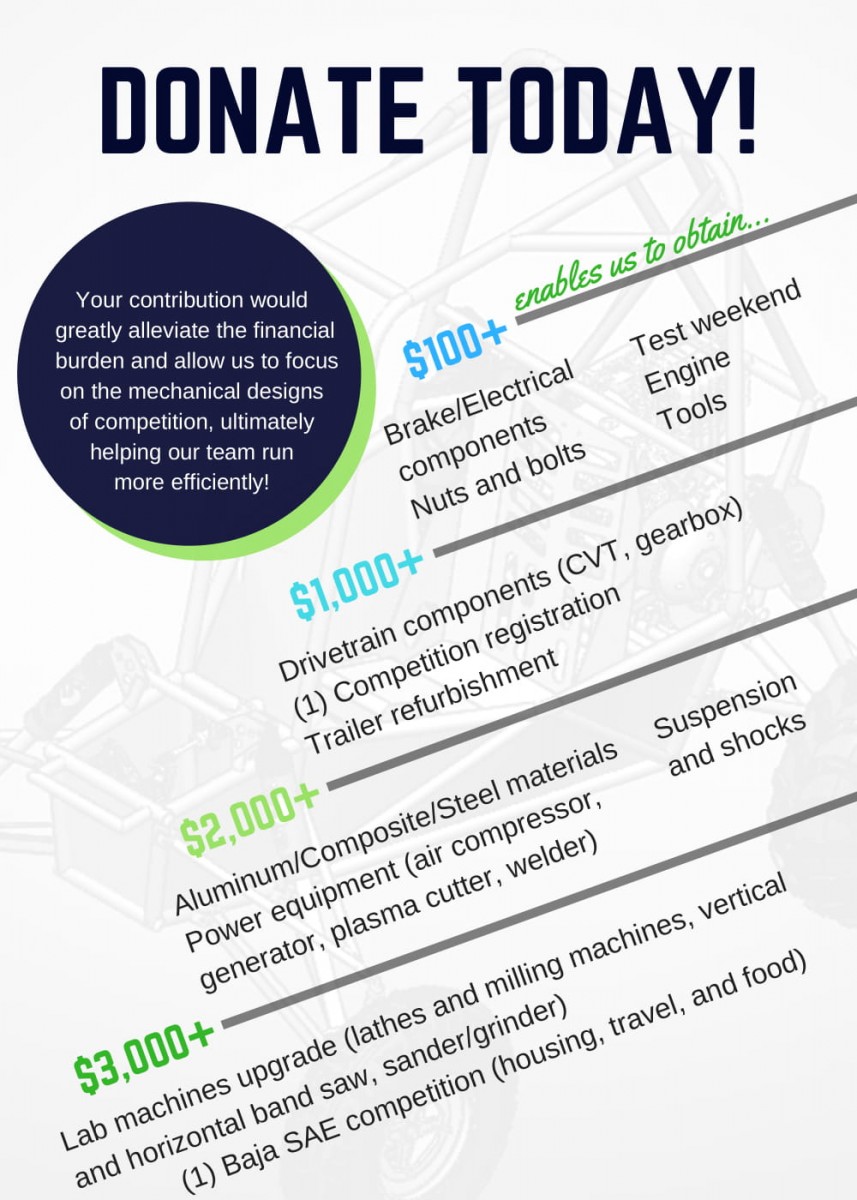 DONATE TODAY!
Your contribution would
greatly alleviate the financial
burden and allow us to focus
on the mechanical designs
of competition, ultimately
helping our team run
more efficiently!
enables us to obtain...
$100+
Brake/Electrical
components
Nuts and bolts
Test weekend
Engine
Tools
$1,000+
Drivetrain components (CVT, gearbox)
(1) Competition registration
Trailer refurbishment
$2,000+
Aluminum/Composite/Steel materials
Power equipment (air compressor,
generator, plasma cutter, welder)
Suspension
and shocks
$3,000+
Lab machines upgrade (lathes and milling machines, vertical
and horizontal band saw, sander/grinder)
(1) Baja SAE competition (housing, travel, and food)